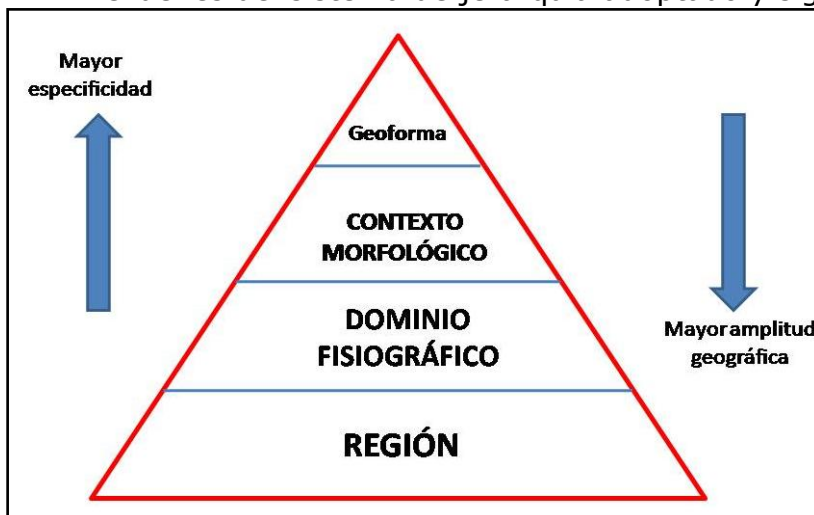 Mayor
especificidad
Geoforma
CONTEXTO
MORFOLÓGICO
DOMINIO
FISIOGRÁFICO
Mayor amplitud
geográfica
REGIÓN